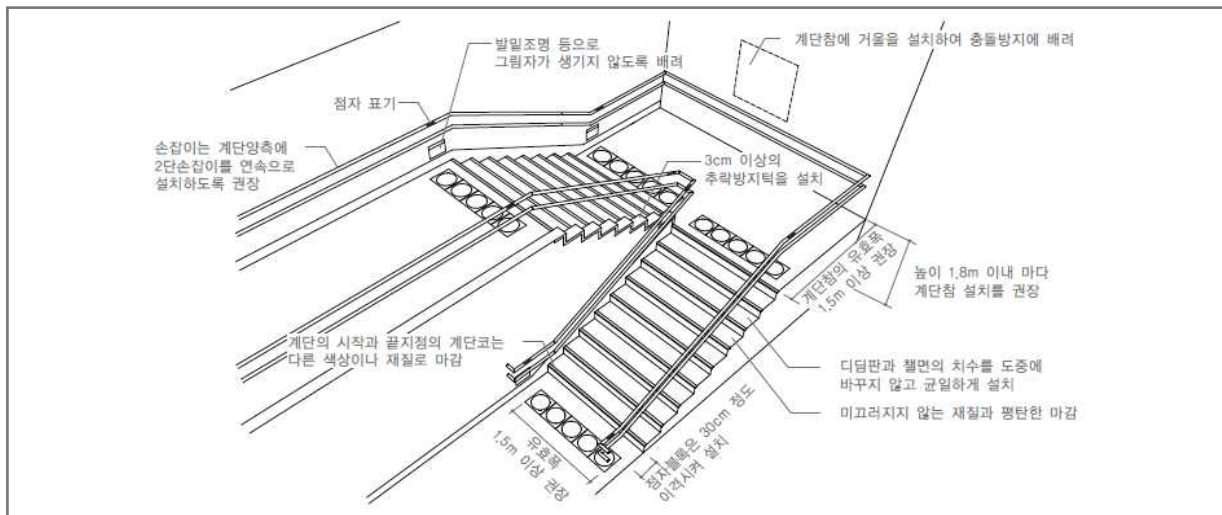 발밑조명 등으로
그림자가 생기지 않도록 배려
계단참에 거울을 설치하여 충돌방지에 배려
점자 표기
손잡이는 계단양측에
2단손잡이를 연속으로
설치하도록 권장
3cm 이상의
추락방지턱을 설치
계단참의 유효폭
1.5m 이상 권장
높이 1.8m 이내 마다
계단참 설치를 권장
계단의 시작과 끝지점의 계단코는
다른 색상이나 재질로 마감
디딤판과 챌면의 치수를 도중에
바꾸지 않고 균일하게 설치
미끄러지지 않는 재질과 평탄한 마감
유효폭
1.5m 이상 권장
점자블록은 30cm 정도
이격시켜 설치